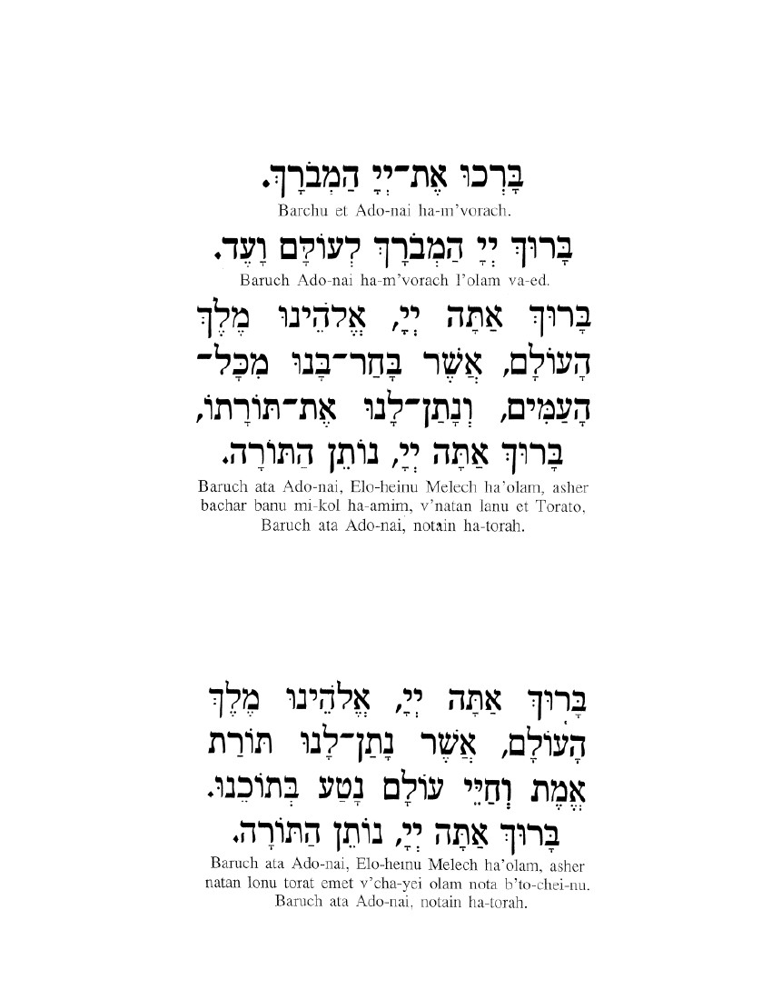 בָּרְכוּ אֶת־יְיָ הַמְבֹרָךְ.
Barchu et Ado-nai ha-m’vorach.
בָּרוּךְ יְיָ הַמְבֹרָךְ לְעוֹלָם וָעֶד.
Baruch Ado-nai ha-m’vorach l’olam va-ed.
בָּרוּךְ אַתָּה יְיָ, אֱלֹהֵינוּ מֶלֶךְ
הָעוֹלָם, אֲשֶׁר בָּחַר־בָּנוּ מִכָּל־
הָעַמִּים, וְנָתַן־לָנוּ אֶת־תּוֹרָתוֹ,
בָּרוּךְ אַתָּה יְיָ, נוֹתֵן הַתּוֹרָה.
Baruch ata Ado-nai, Elo-heinu Melech ha’olam, asher
bachar banu mi-kol ha-amim, v’natan lanu et Torato,
Baruch ata Ado-nai, notain ha-torah.
בָּרוּךְ אַתָּה יְיָ, אֱלֹהֵינוּ מֶלֶךְ
הָעוֹלָם, אֲשֶׁר נָתַן־לָנוּ תּוֹרַת
אֱמֶת וְחַיֵּי עוֹלָם נָטַע בְּתוֹכֵנוּ.
בָּרוּךְ אַתָּה יְיָ, נוֹתֵן הַתּוֹרָה.
Baruch ata Ado-nai, Elo-heinu Melech ha’olam, asher
natan lonu torat emet v’cha-yei olam nota b’to-chei-nu.
Baruch ata Ado-nai, notain ha-torah.